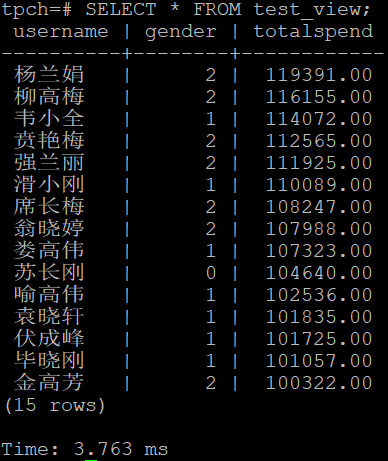 tpch=# SELECT * FROM test_view;
username | gender | totalspend
----------+--------+------------
杨兰娟 | 2 | 119391.00
柳高梅 | 2 | 116155.00
韦小全 | 1 | 114072.00
贲艳梅 | 2 | 112565.00
强兰丽 | 2 | 111925.00
滑小刚 | 1 | 110089.00
席长梅 | 2 | 108247.00
翁晓婷 | 2 | 107988.00
娄高伟 | 1 | 107323.00
苏长刚 | 0 | 104640.00
喻高伟 | 1 | 102536.00
袁晓轩 | 1 | 101835.00
伏成峰 | 1 | 101725.00
毕晓刚 | 1 | 101057.00
金高芳 | 2 | 100322.00
(15 rows)
Time: 3.763 ms